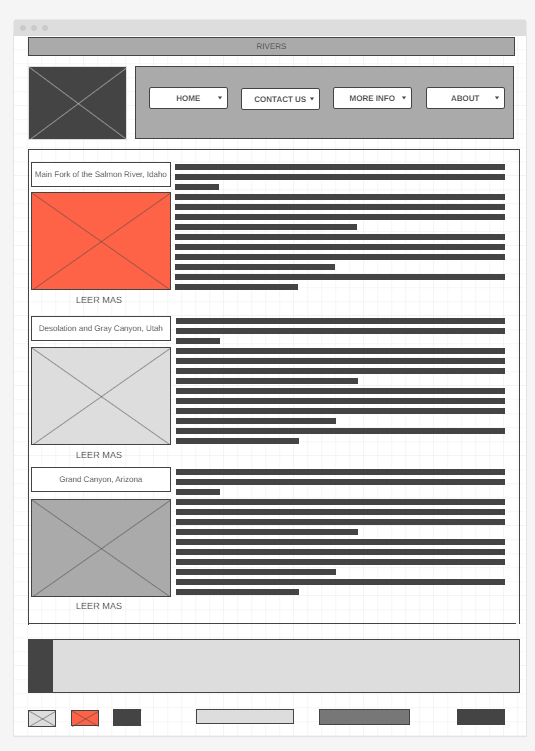 RIVERS
HOME
CONTACT US
MORE INFO
ABOUT
Main Fork of the Salmon River, Idaho
LEER MAS
Desolation and Gray Canyon, Utah
LEER MAS
Grand Canyon, Arizona
LEER MAS